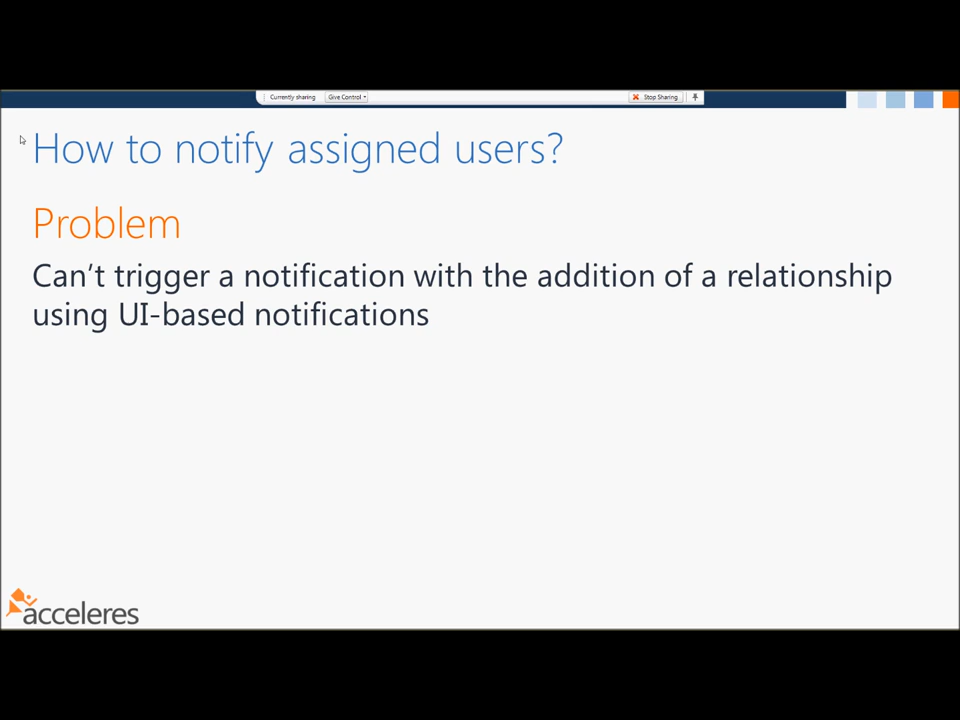 Currently sharing Give Control Stop Sharing
How to notify assigned users?
Problem
Can’t trigger a notification with the addition of a relationship
using UI-based notifications
acceleres